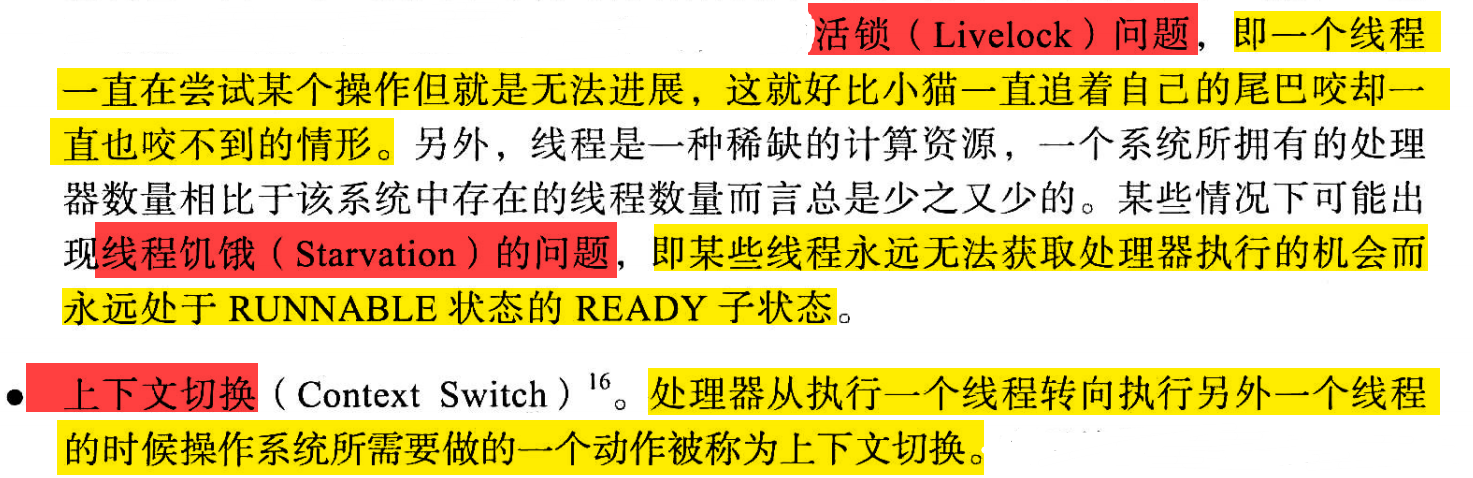 活锁（Livelock）问题，即一个线程
一直在尝试某个操作但就是无法进展，这就好比小猫一直追着自己的尾巴咬却一
直也咬不到的情形。另外，线程是一种稀缺的计算资源，一个系统所拥有的处理
器数量相比于该系统中存在的线程数量而言总是少之又少的。某些情况下可能出
现线程饥饿（Starvation）的问题，即某些线程永远无法获取处理器执行的机会而
永远处于 RUNNABLE 状态的 READY 子状态。
● 上下文切换（Context Switch）16。处理器从执行一个线程转向执行另外一个线程
的时候操作系统所需要做的一个动作被称为上下文切换。